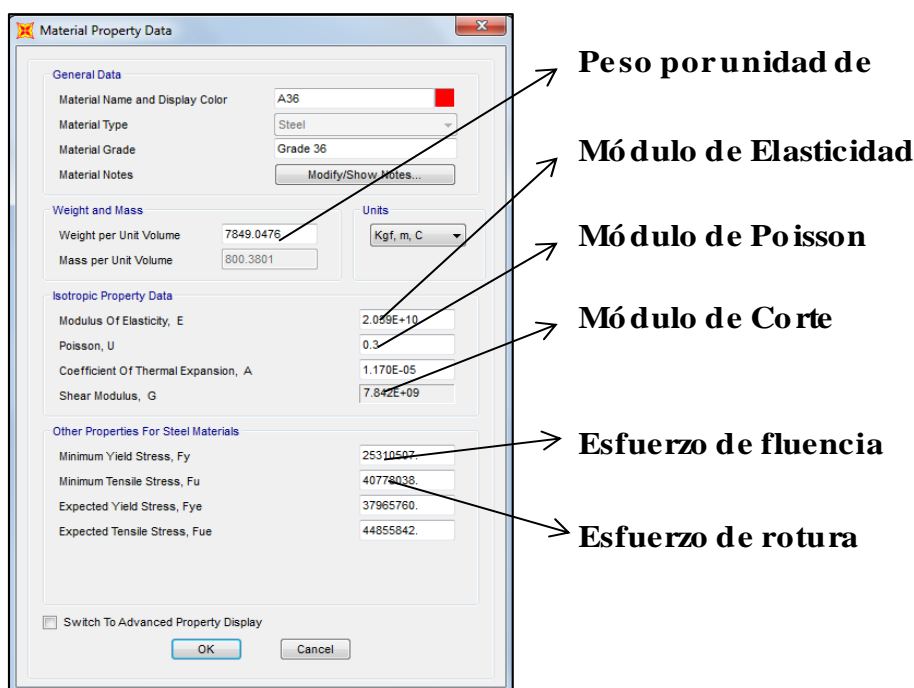 Material Property Data
General Data
Material Name and Display Color A36
Material Type Steel
Material Grade Grade 36
Material Notes Modify/Show Notes...
Weight and Mass
Weight per Unit Volume 7849.0476
Mass per Unit Volume 800.3801
Units
Kgf, m, C
Isotropic Property Data
Modulus Of Elasticity, E 2.039E+10
Poisson, U 0.3
Coefficient Of Thermal Expansion, A 1.170E-05
Shear Modulus, G 7.842E+09
Other Properties For Steel Materials
Minimum Yield Stress, Fy 25310507.
Minimum Tensile Stress, Fu 40778038.
Expected Yield Stress, Fye 37965760.
Expected Tensile Stress, Fue 44855842.
Switch To Advanced Property Display
OK Cancel
Peso por unidad de
Módulo de Elasticidad
Módulo de Poisson
Módulo de Corte
Esfuerzo de fluencia
Esfuerzo de rotura